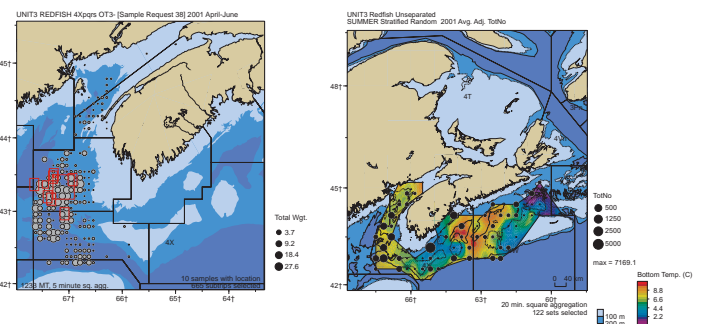 UNIT3 REDFISH 4Xpqrs OT3- [Sample Request 38] 2001 April-June
45†
44†
43†
42†
4X
1233 MT, 5 minute sq. agg.
10 samples with location
subtrips selected
67†
66†
65†
64†
Total Wgt.
3.7
9.2
18.4
27.6
UNIT3 Redfish Unseparated
SUMMER Stratified Random 2001 Avg. Adj. TotNo
48†
45†
42†
4T
66†
63†
60†
0 40 km
20 min. square aggregation
122 sets selected
TotNo
500
1250
2500
5000
max = 7169.1
Bottom Temp. (C)
8.8
6.6
4.4
2.2
100 m
200 m